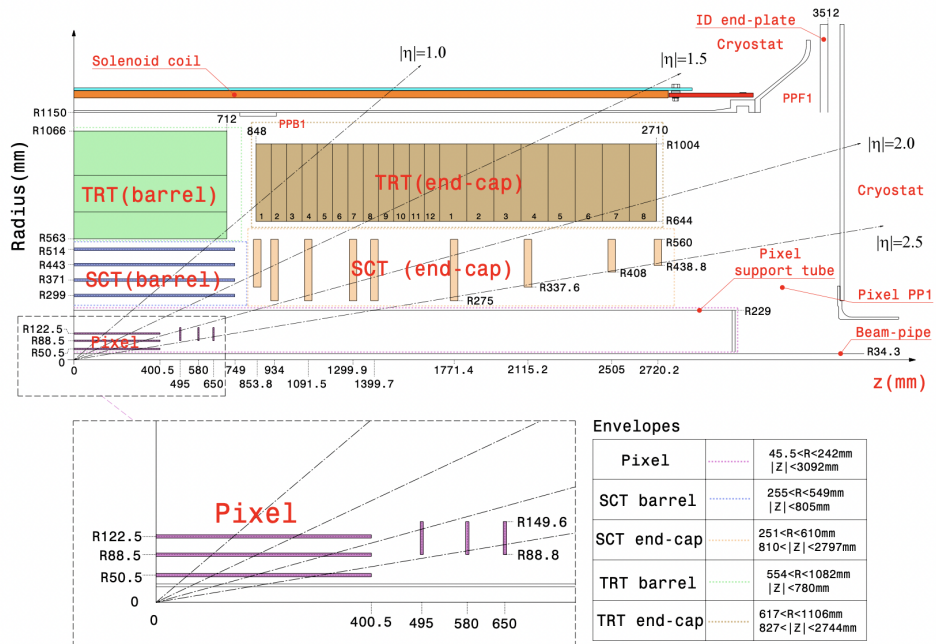 3512
ID end-plate
Cryostat
|η|=1.0
|η|=1.5
Solenoid coil
PPF1
R1150
712
PPB1
R1066
848
2710
R1004
|η|=2.0
Radius(mm)
TRT(barrel)
TRT(end-cap)
Cryostat
1 2 3 4 5 6 7 8 9 10 11 12 1 2 3 4 5 6 7 8
R644
R563
R560
|η|=2.5
R514
R443
SCT(barrel)
SCT (end-cap)
R438.8
Pixel
support tube
R408
R371
R337.6
R299
R275
Pixel PP1
R229
R122.5
Beam-pipe
R88.5
Pixel
R50.5
R34.3
0
0
400.5
580
749
934
1299.9
1771.4
2115.2
2505
2720.2
495
650
853.8
1091.5
1399.7
z(mm)
Envelopes
Pixel
45.5<R<242mm
|Z|<3092mm
SCT barrel
255<R<549mm
|Z|<805mm
SCT end-cap
251<R<610mm
810<|Z|<2797mm
TRT barrel
554<R<1082mm
|Z|<780mm
TRT end-cap
617<R<1106mm
827<|Z|<2744mm
Pixel
R149.6
R122.5
R88.5
R88.8
R50.5
0
0
400.5
495
580
650